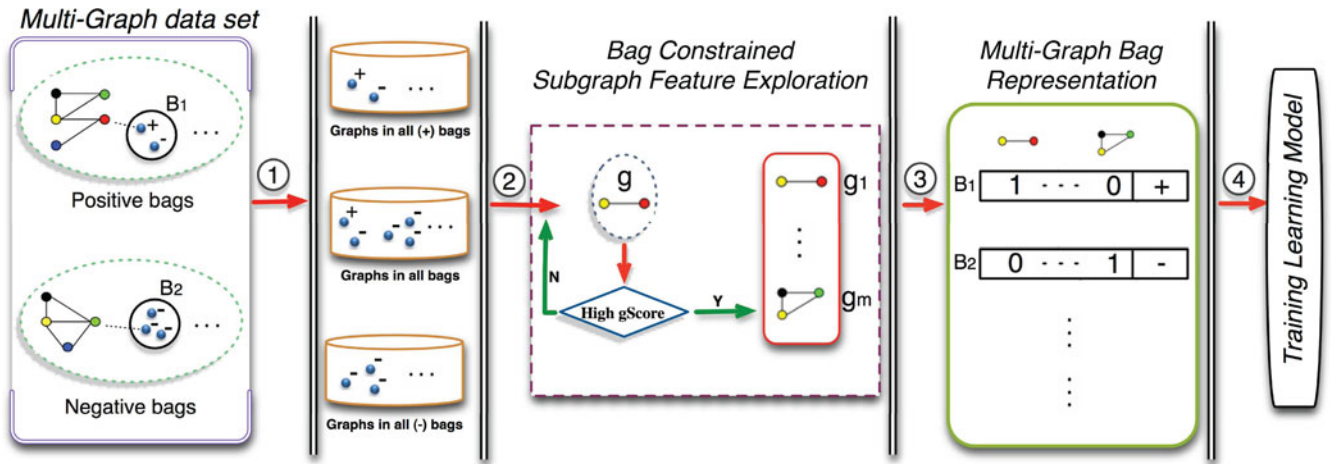 Multi-Graph data set
B1
+
-
· · ·
Positive bags
B2
-
-
-
· · ·
Negative bags
1
+
-
· · ·
Graphs in all (+) bags
+
-
-
-
-
· · ·
Graphs in all bags
-
-
-
· · ·
Graphs in all (-) bags
2
Bag Constrained
Subgraph Feature Exploration
g
N
High gScore
Y
g1
gm
3
Multi-Graph Bag
Representation
B1 1 - - - 0 +
B2 0 - - - 1 -
4
Training Learning Model